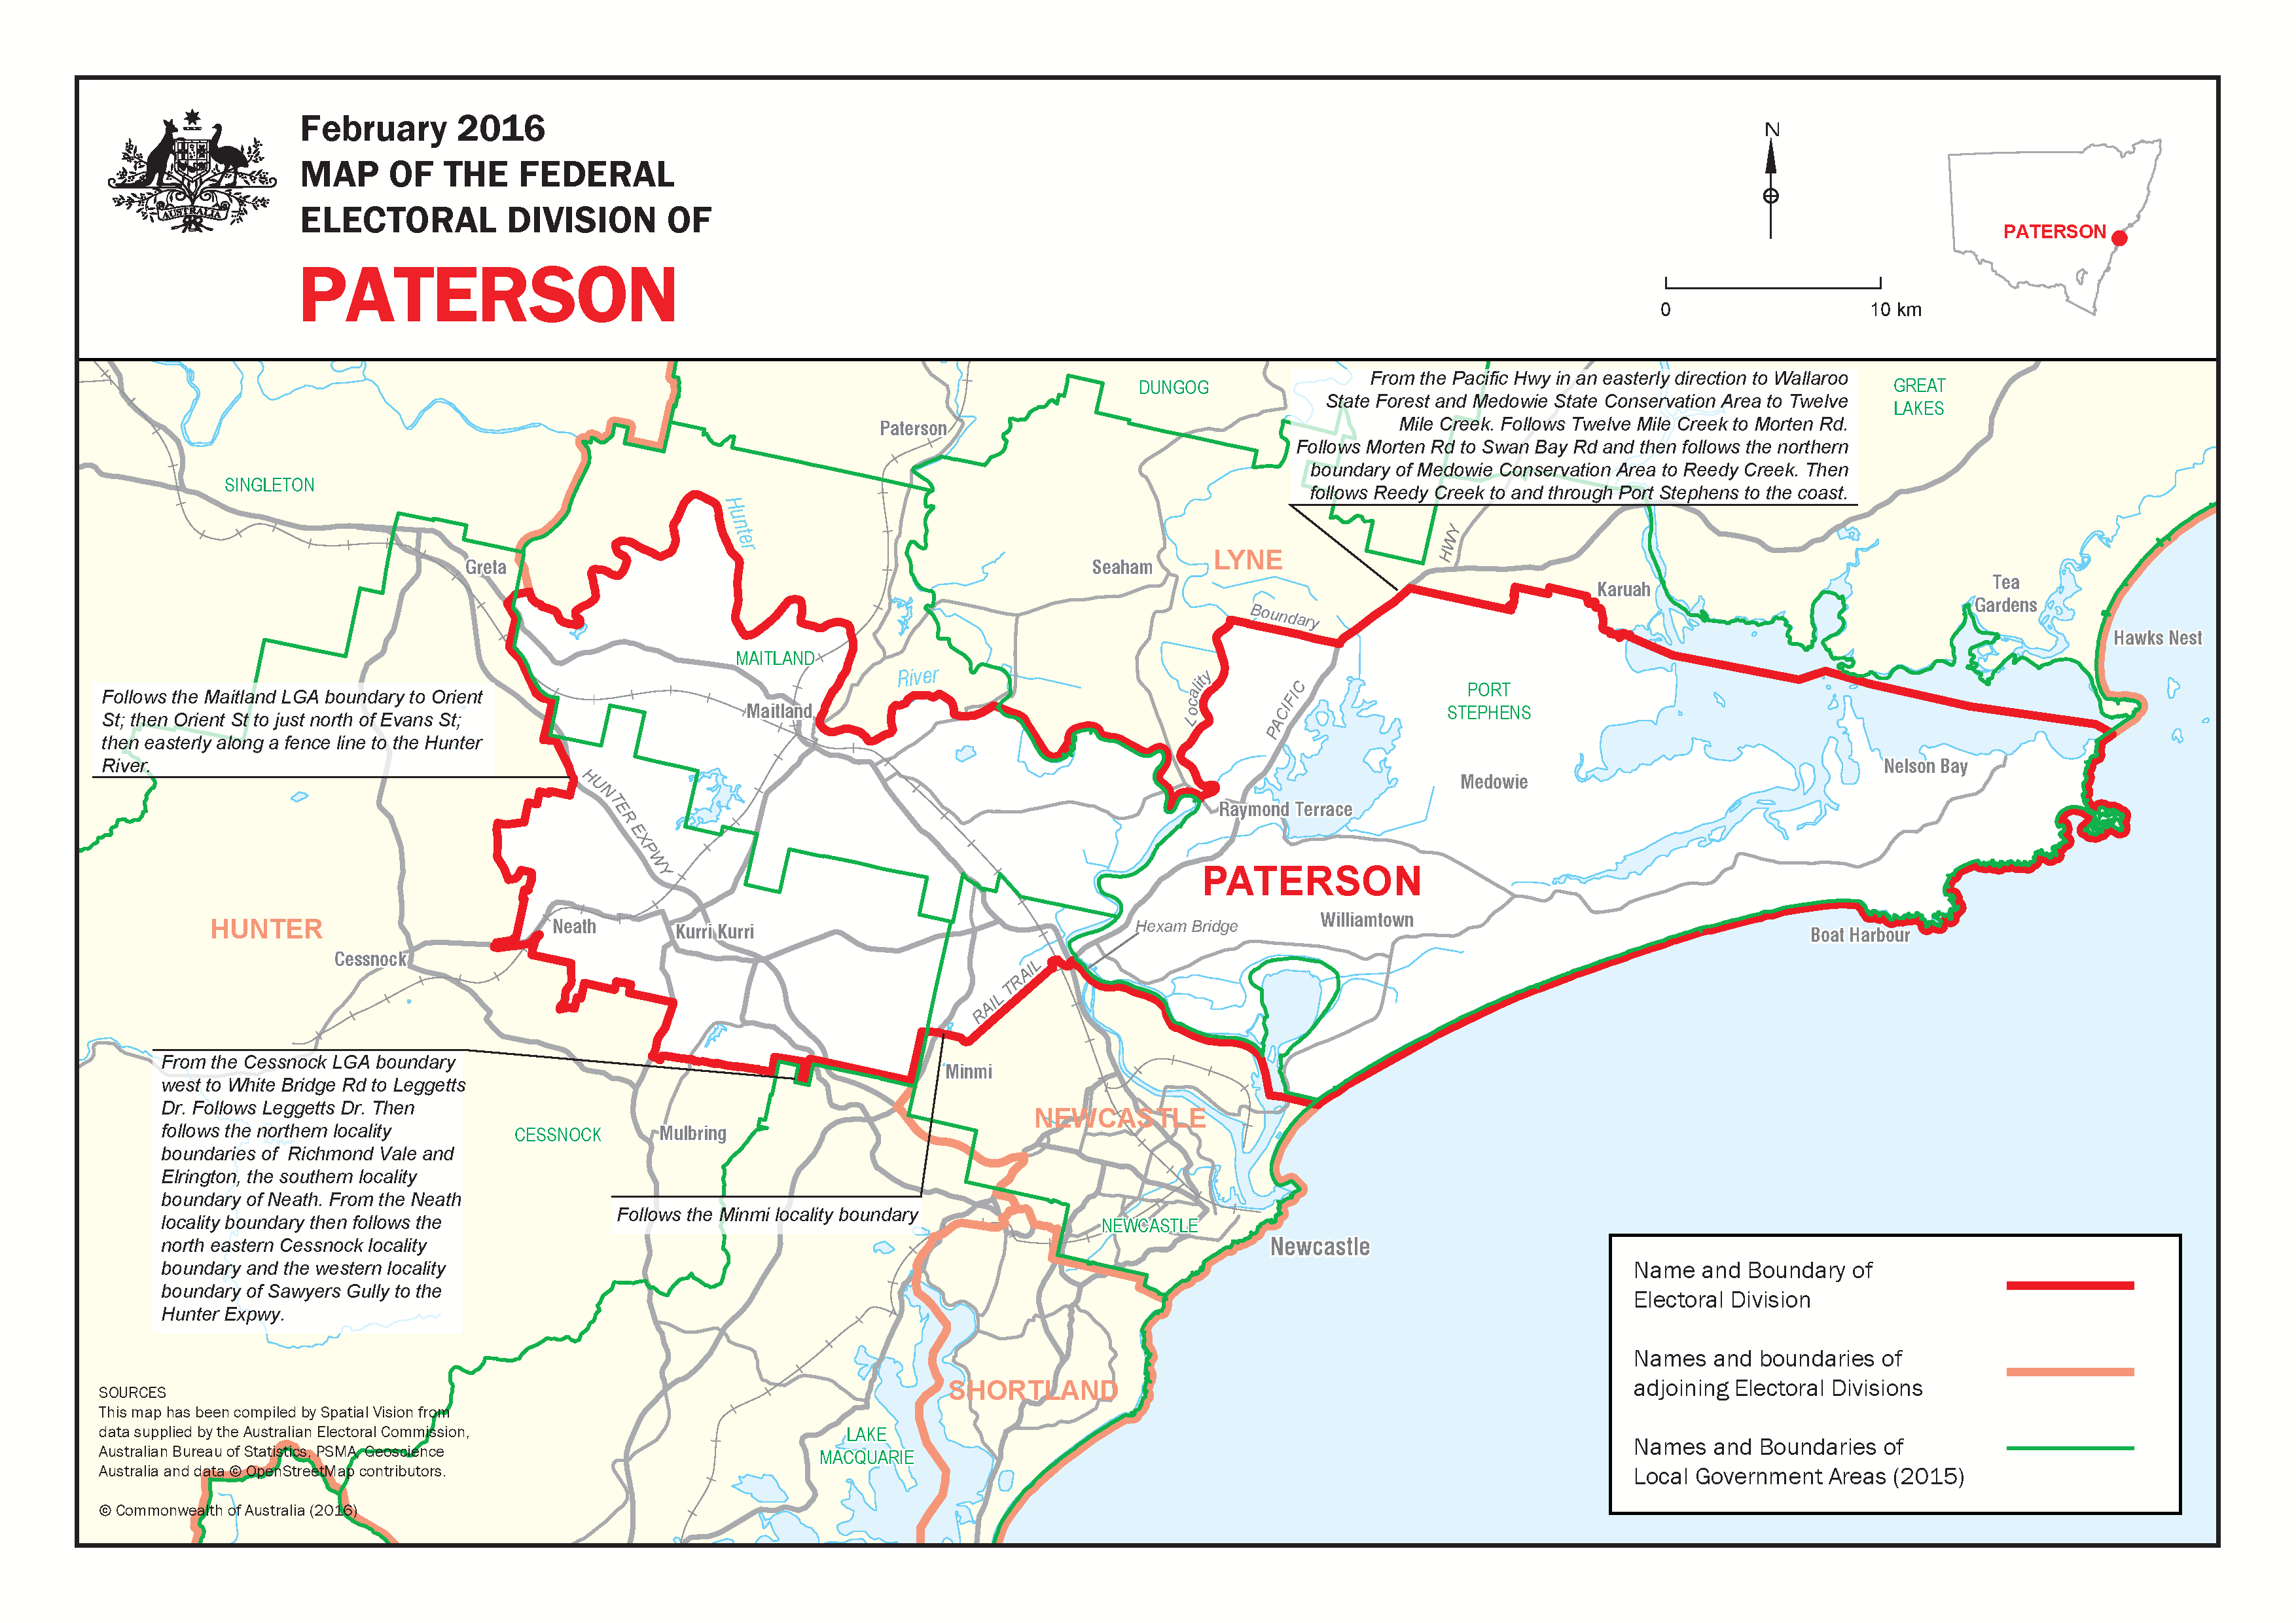 February 2016
MAP OF THE FEDERAL
ELECTORAL DIVISION OF
PATERSON
AUSTRALIA
N
0 10 km
PATERSON
DUNGOG
GREAT
LAKES
From the Pacific Hwy in an easterly direction to Wallaroo
State Forest and Medowie State Conservation Area to Twelve
Mile Creek. Follows Twelve Mile Creek to Morten Rd.
Follows Morten Rd to Swan Bay Rd and then follows the northern
boundary of Medowie Conservation Area to Reedy Creek. Then
follows Reedy Creek to and through Port Stephens to the coast.
Paterson
SINGLETON
Hunter
HWY
Greta
Seaham
LYNE
Karuah
Tea
Gardens
Boundary
Hawks Nest
MAITLAND
River
Locality
PACIFIC
PORT
STEPHENS
Follows the Maitland LGA boundary to Orient
St; then Orient St to just north of Evans St;
then easterly along a fence line to the Hunter
River.
Maitland
Nelson Bay
Medowie
HUNTER EXPWY
Raymond Terrace
PATERSON
HUNTER
Neath
Kurri Kurri
Hexam Bridge
Williamtown
Boat Harbour
Cessnock
RAIL TRAIL
Minmi
From the Cessnock LGA boundary
west to White Bridge Rd to Leggetts
Dr. Follows Leggetts Dr. Then
follows the northern locality
boundaries of Richmond Vale and
Elrington, the southern locality
boundary of Neath. From the Neath
locality boundary then follows the
north eastern Cessnock locality
boundary and the western locality
boundary of Sawyers Gully to the
Hunter Expwy.
CESSNOCK
Mulbring
NEWCASTLE
Follows the Minmi locality boundary
NEWCASTLE
Newcastle
SHORTLAND
LAKE
MACQUARIE
Name and Boundary of
Electoral Division
Names and boundaries of
adjoining Electoral Divisions
Names and Boundaries of
Local Government Areas (2015)
SOURCES
This map has been compiled by Spatial Vision from
data supplied by the Australian Electoral Commission,
Australian Bureau of Statistics, PSMA, Geoscience
Australia and data © OpenStreetMap contributors.
© Commonwealth of Australia (2016)